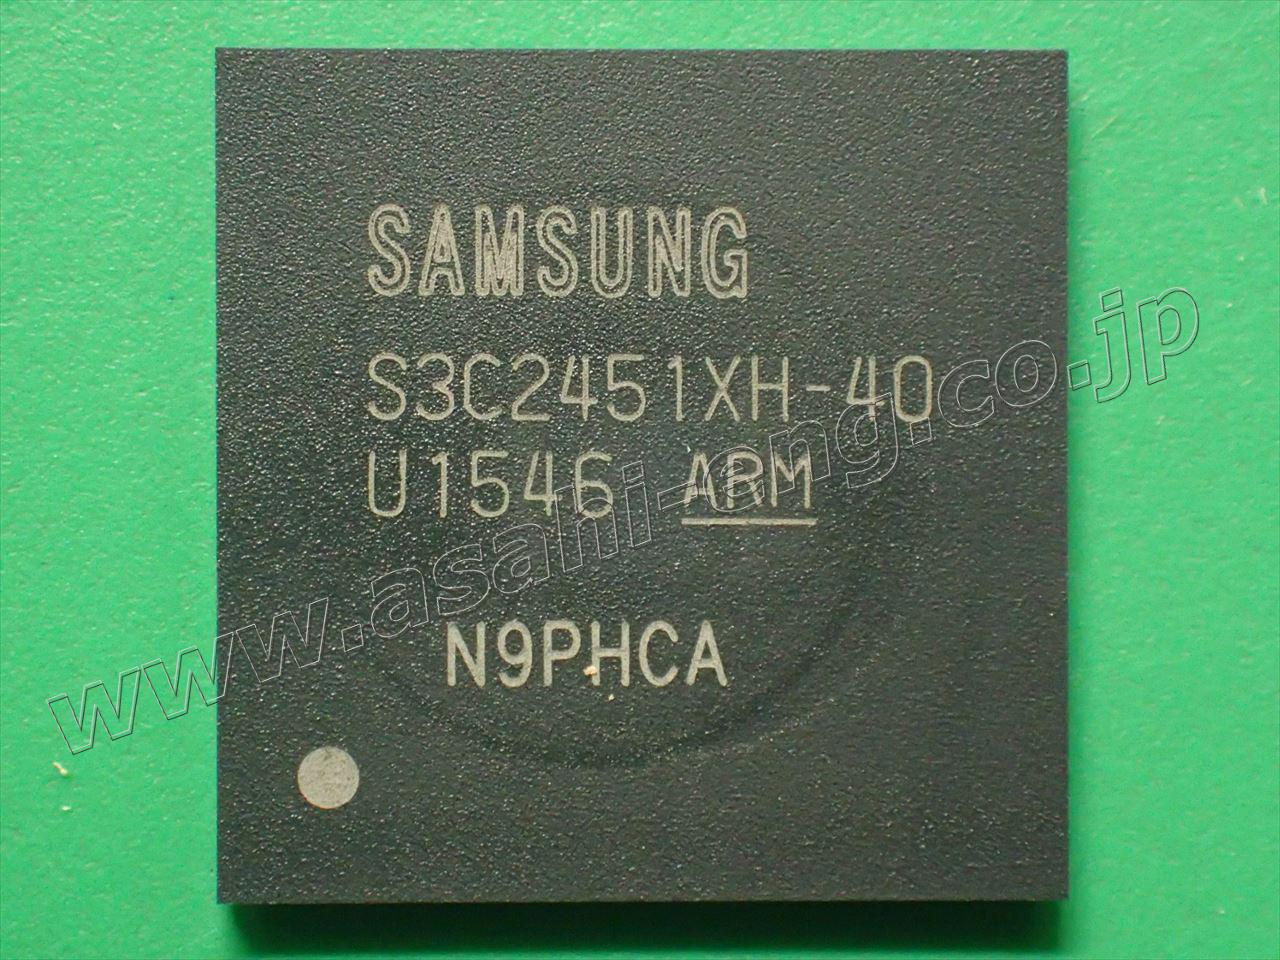 SAMSUNG
S3C2451XH-40
U1546 ARM
N9PHCA
www.asahi-eng.co.jp